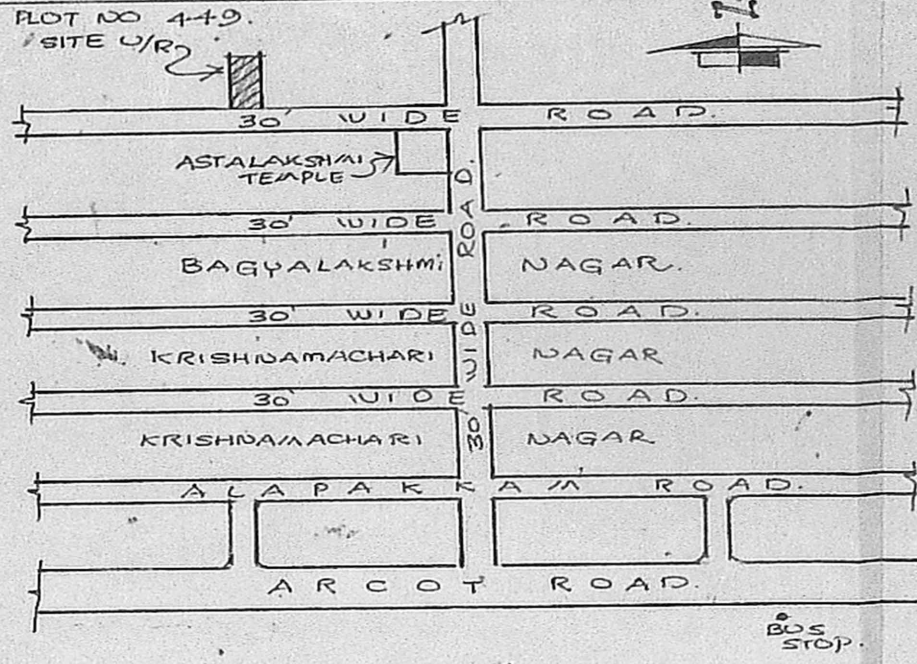 PLOT NO 449.
SITE U/R
N
30' WIDE ROAD.
ASTALAKSHMI
TEMPLE
30' WIDE ROAD.
30' WIDE ROAD.
BAGYALAKSHMI NAGAR.
30' WIDE ROAD.
KRISHNAMACHARI NAGAR
30' WIDE ROAD.
KRISHNAMACHARI NAGAR
ALAPAKKAM ROAD.
ARCOT ROAD.
BUS
STOP.